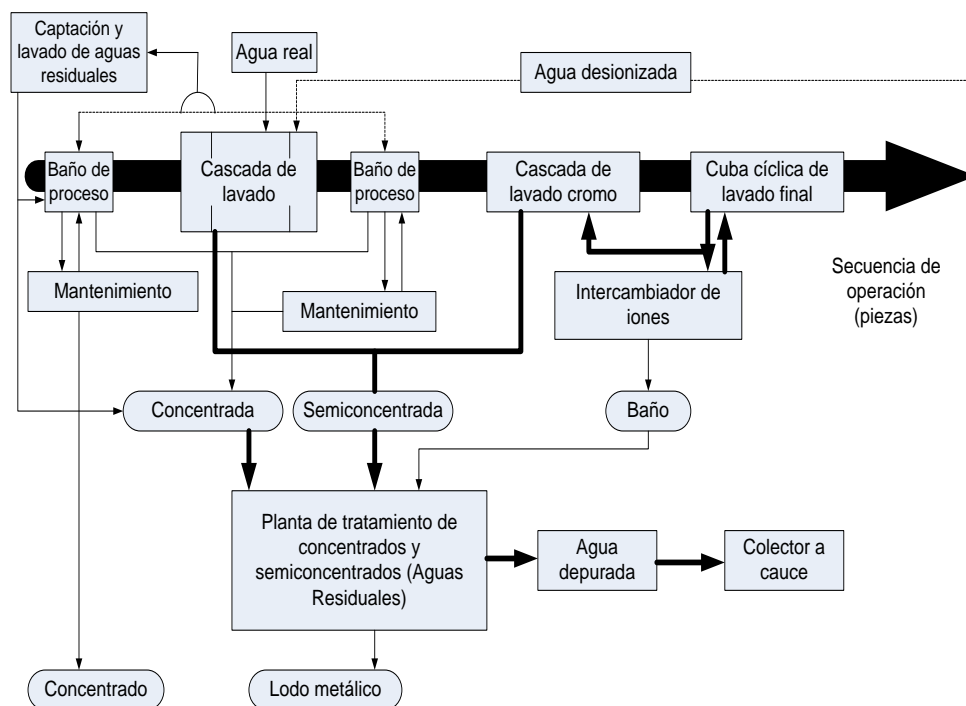 Captación y
lavado de aguas
residuales
Agua real
Agua desionizada
Baño de
proceso
Cascada de
lavado
Baño de
proceso
Cascada de
lavado cromo
Cuba cíclica de
lavado final
Mantenimiento
Mantenimiento
Intercambiador de
iones
Secuencia de
operación
(piezas)
Concentrada
Semiconcentrada
Baño
Planta de tratamiento de
concentrados y
semiconcentrados (Aguas
Residuales)
Agua
depurada
Colector a
cauce
Concentrado
Lodo metálico